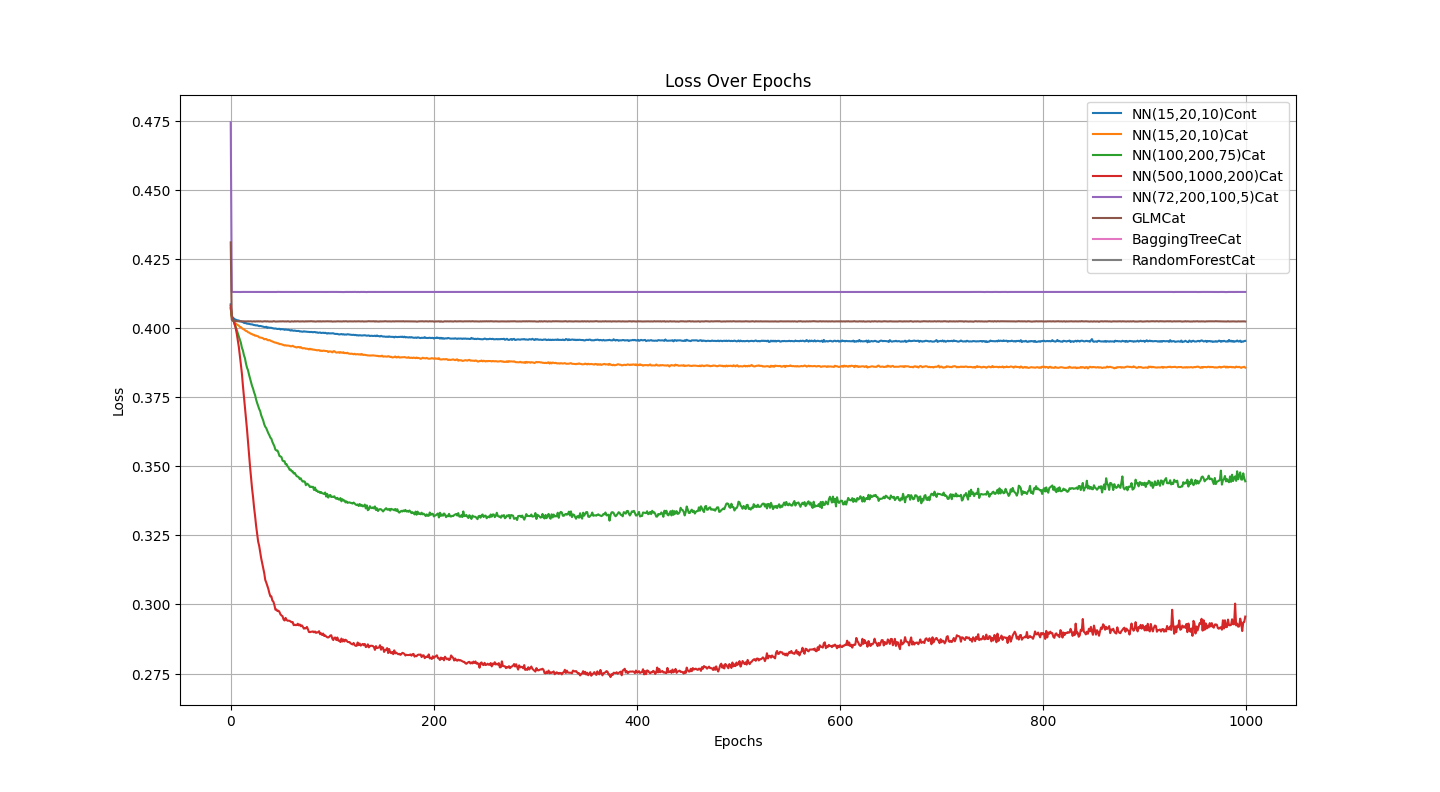 Loss Over Epochs
0.475
0.450
0.425
0.400
0.375
0.350
0.325
0.300
0.275
Loss
NN(15,20,10)Cont
NN(15,20,10)Cat
NN(100,200,75)Cat
NN(500,1000,200)Cat
NN(72,200,100,5)Cat
GLMCat
BaggingTreeCat
RandomForestCat
0 200 400 600 800 1000
Epochs